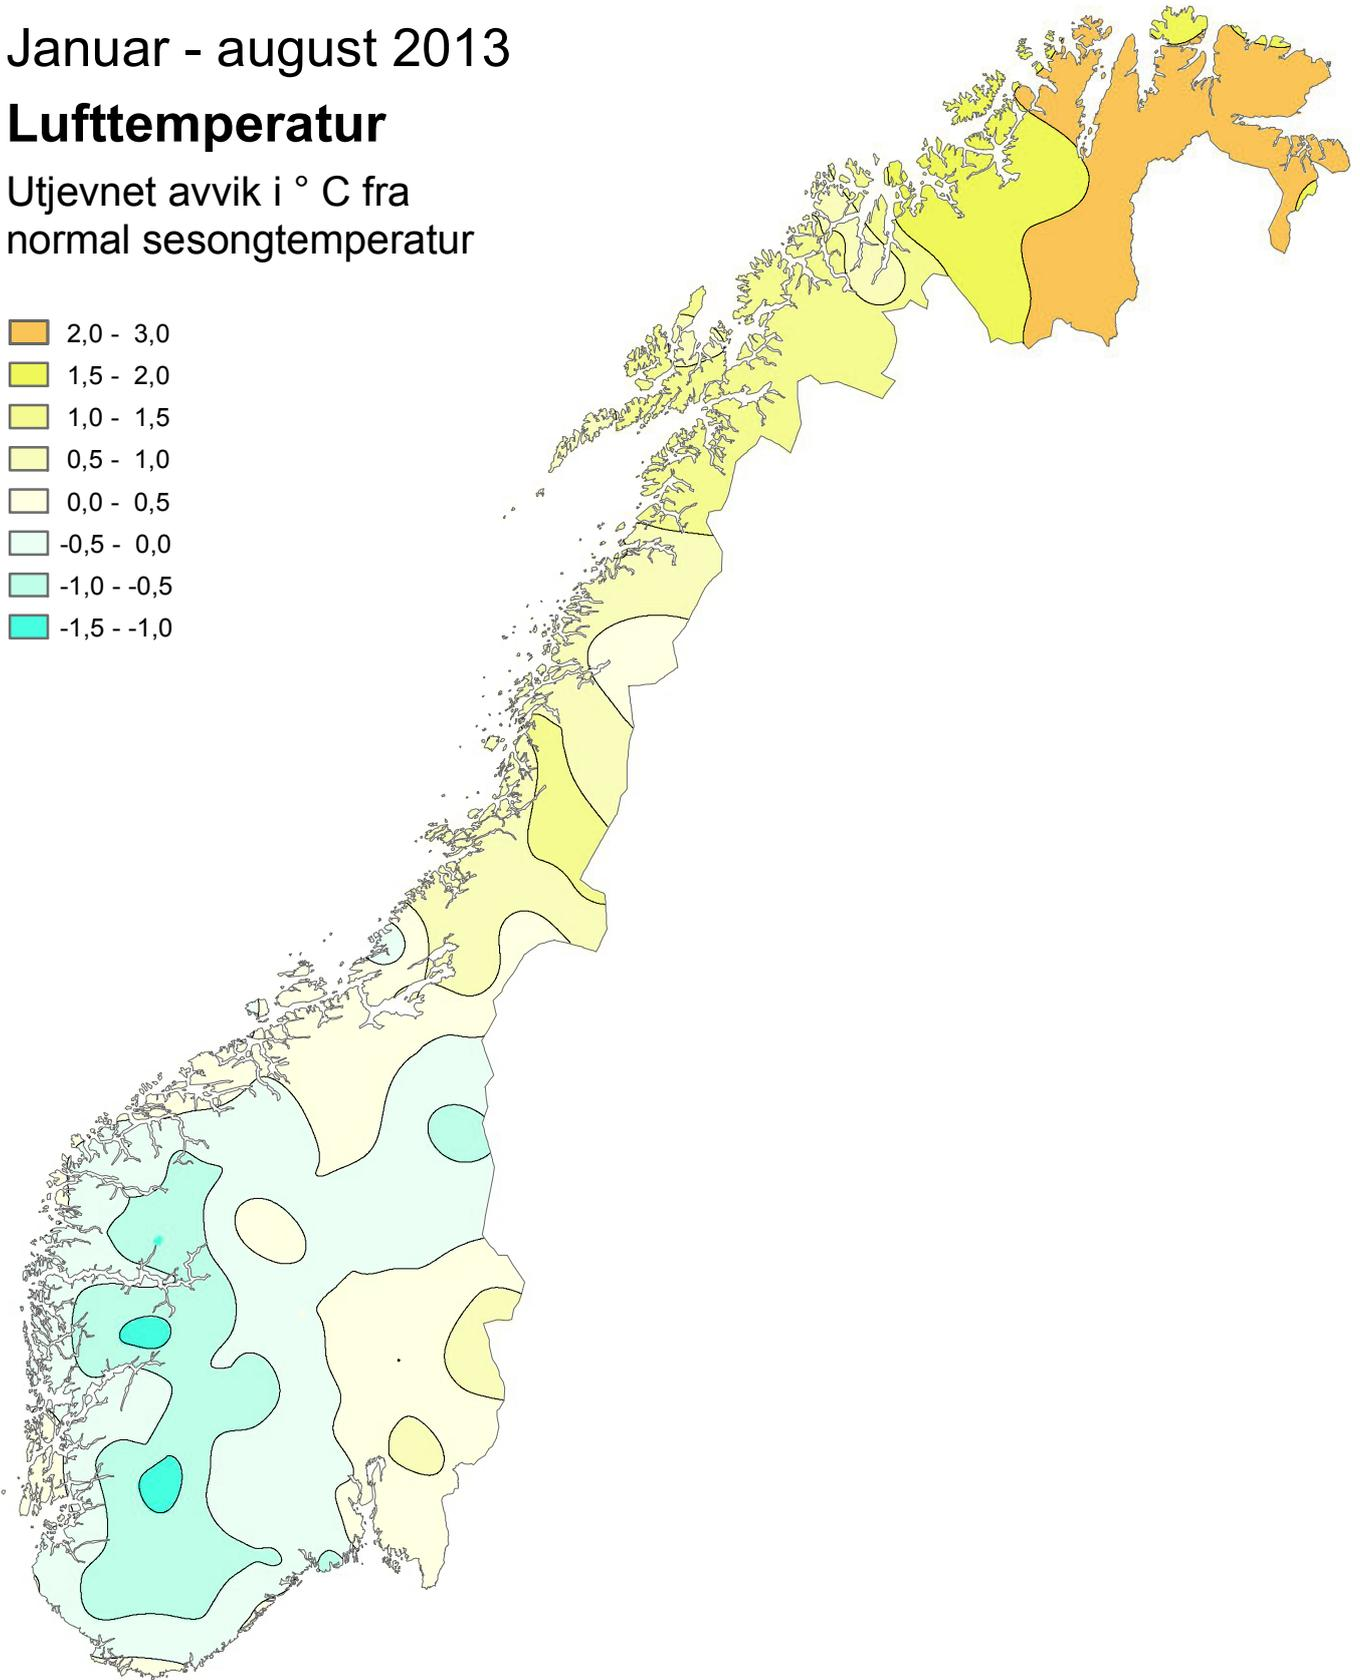 Januar - august 2013
Lufttemperatur
Utjevnet avvik i ° C fra
normal sesongtemperatur
2,0 - 3,0
1,5 - 2,0
1,0 - 1,5
0,5 - 1,0
0,0 - 0,5
-0,5 - 0,0
-1,0 - -0,5
-1,5 - -1,0